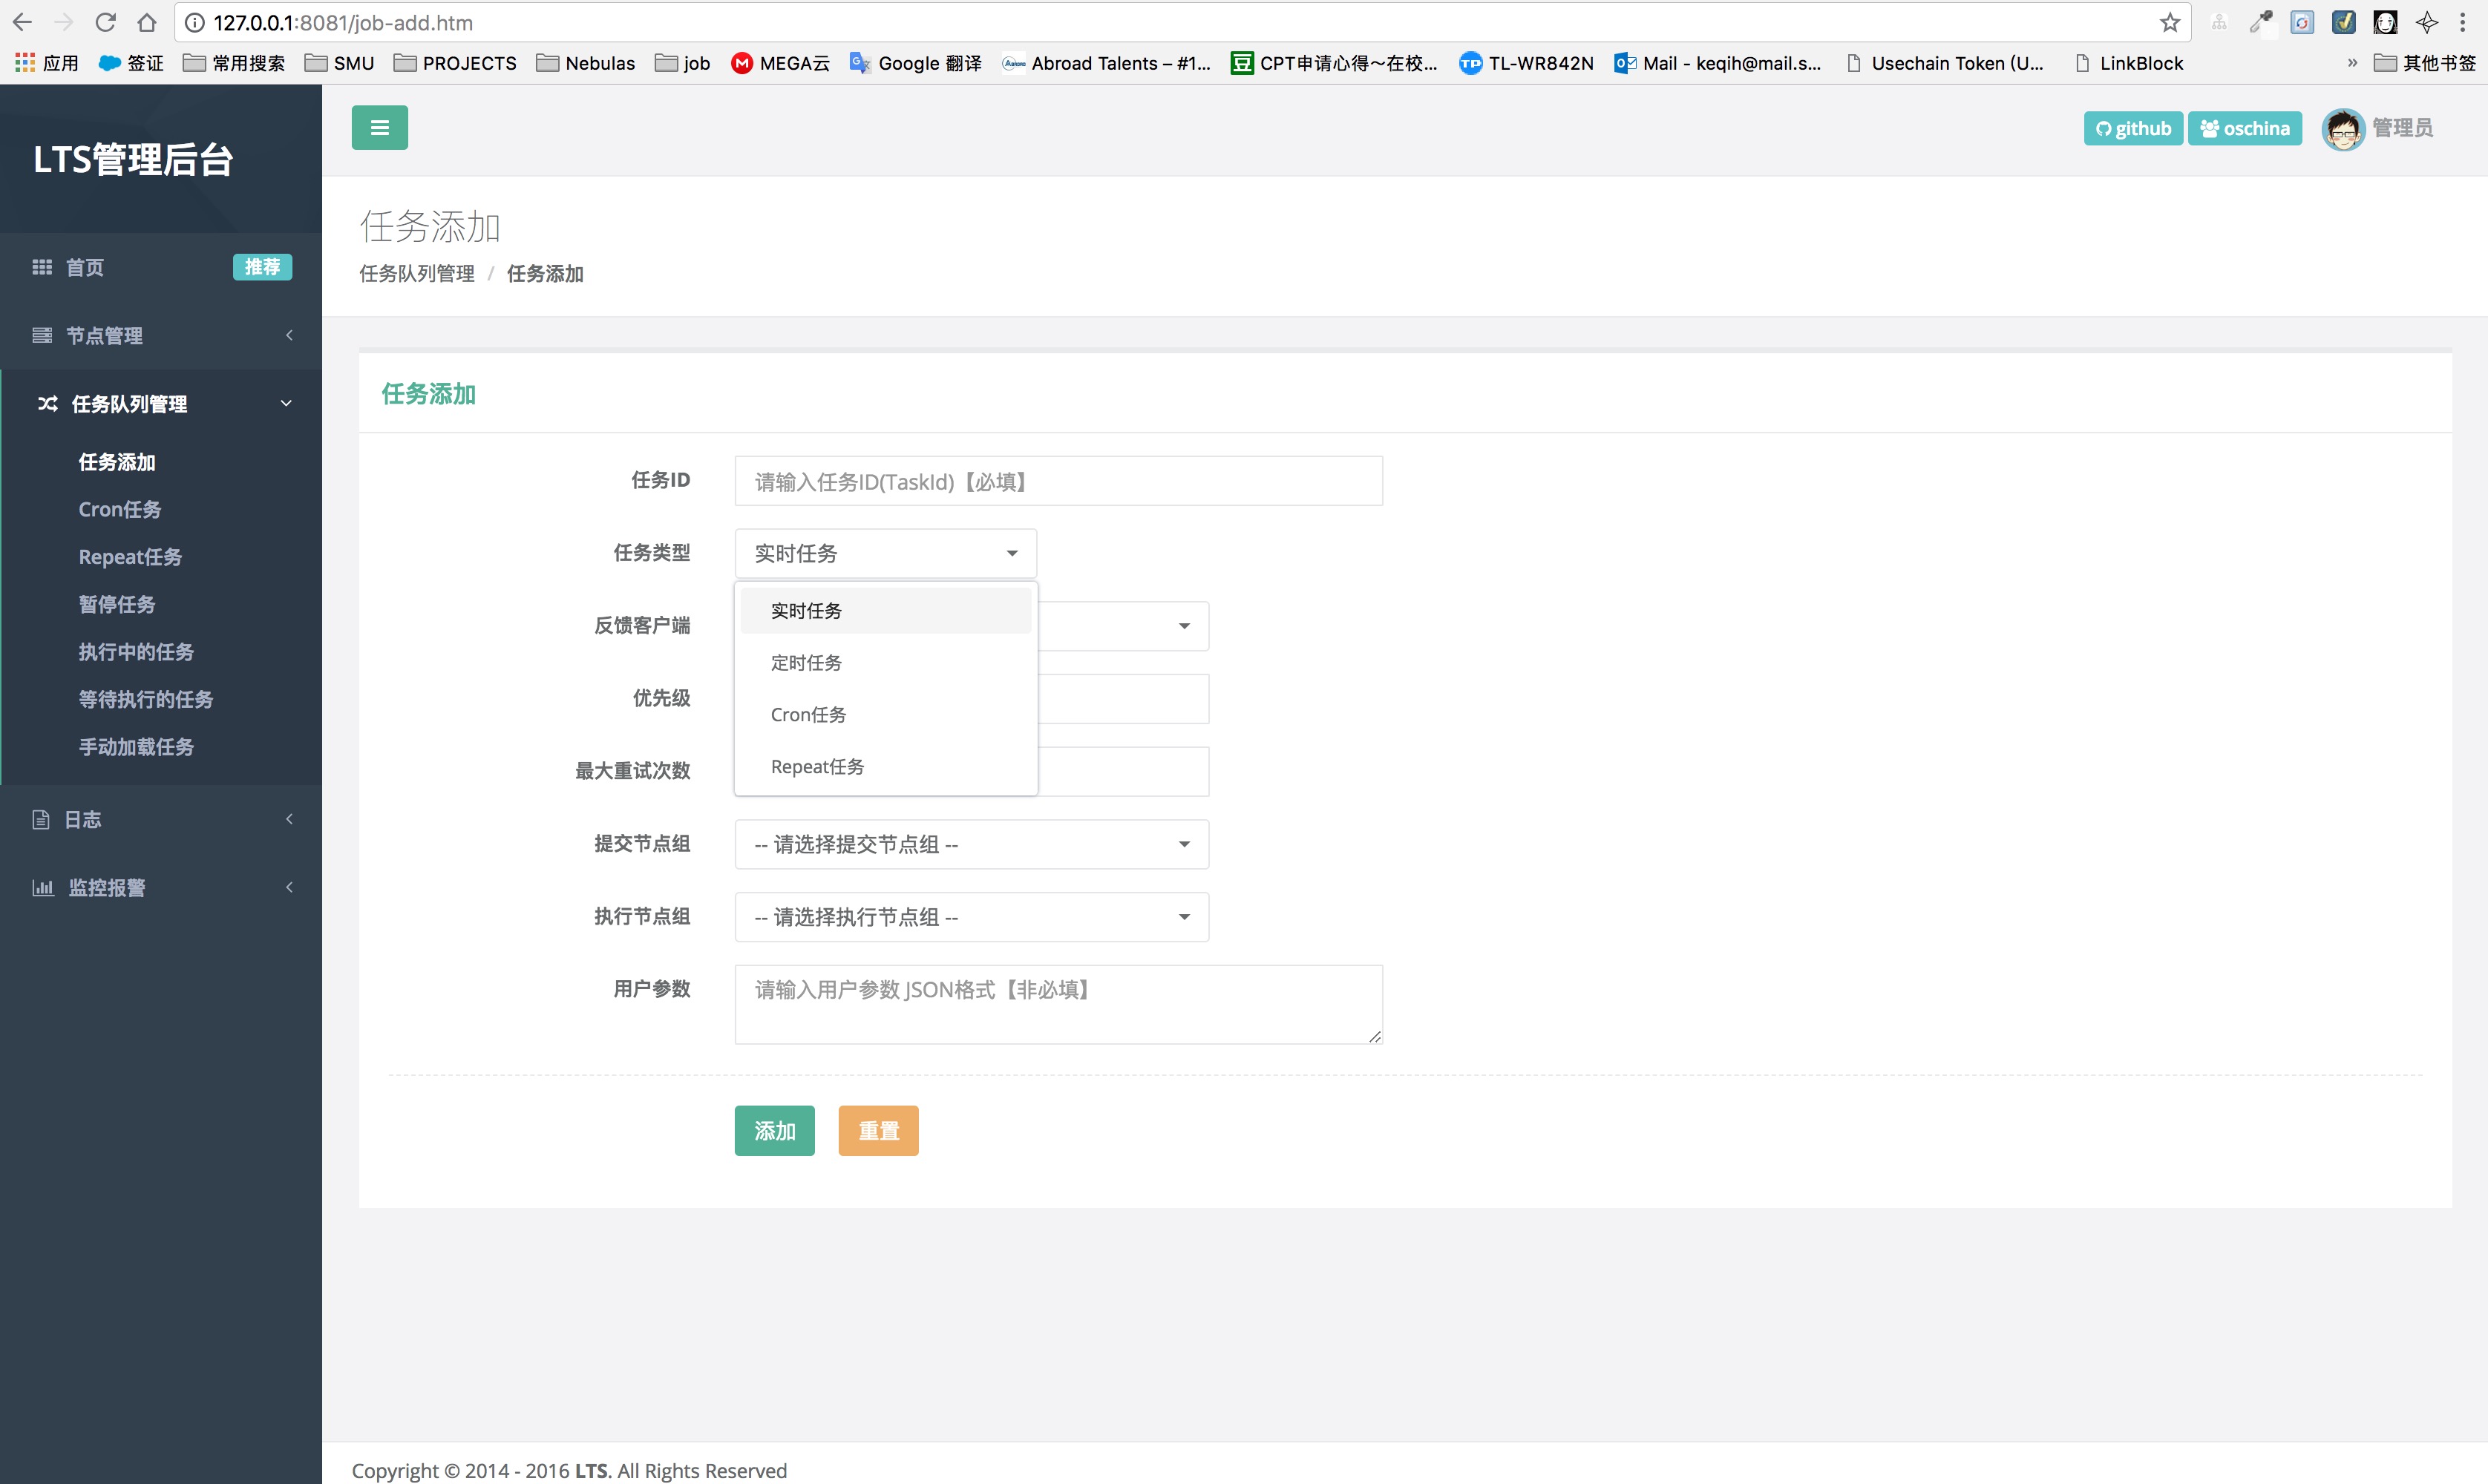 127.0.0.1:8081/job-add.htm
应用 签证 常用搜索 SMU PROJECTS Nebulas job MEGA云 Google 翻译 Abroad Talents – #1... CPT申请心得～在校... TL-WR842N Mail - keqih@mail.s... Usechain Token (U... LinkBlock » 其他书签
LTS管理后台
首页 推荐
节点管理
任务队列管理
任务添加
Cron任务
Repeat任务
暂停任务
执行中的任务
等待执行的任务
手动加载任务
日志
监控报警
github oschina 管理员
任务添加
任务队列管理 / 任务添加
任务添加
任务ID 请输入任务ID(TaskId)【必填】
任务类型 实时任务
实时任务
定时任务
Cron任务
Repeat任务
反馈客户端
优先级
最大重试次数
提交节点组 -- 请选择提交节点组 --
执行节点组 -- 请选择执行节点组 --
用户参数 请输入用户参数 JSON格式【非必填】
添加 重置
Copyright © 2014 - 2016 LTS. All Rights Reserved